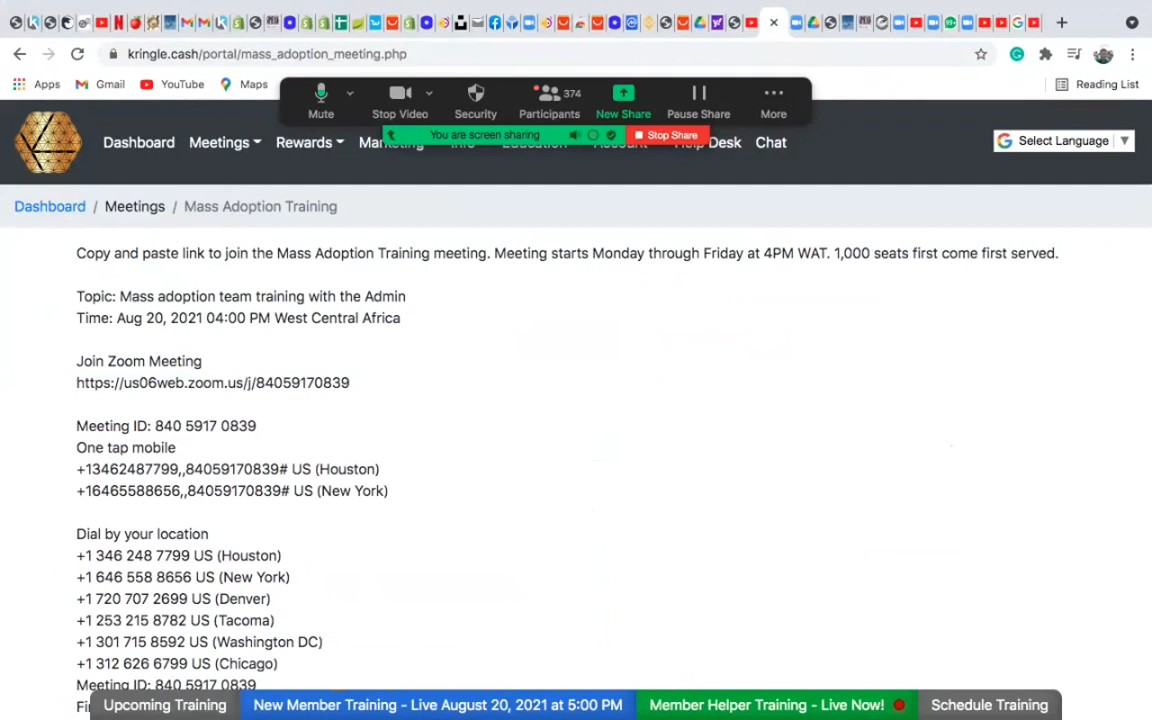 kringle.cash/portal/mass_adoption_meeting.php
Apps Gmail YouTube Maps Reading List
Mute Stop Video Security Participants 374 New Share Pause Share More
You are screen sharing Stop Share
Dashboard Meetings Rewards Desk Chat Select Language
Dashboard / Meetings / Mass Adoption Training
Copy and paste link to join the Mass Adoption Training meeting. Meeting starts Monday through Friday at 4PM WAT. 1,000 seats first come first served.
Topic: Mass adoption team training with the Admin
Time: Aug 20, 2021 04:00 PM West Central Africa
Join Zoom Meeting
https://us06web.zoom.us/j/84059170839
Meeting ID: 840 5917 0839
One tap mobile
+13462487799,,84059170839# US (Houston)
+16465588656,,84059170839# US (New York)
Dial by your location
+1 346 248 7799 US (Houston)
+1 646 558 8656 US (New York)
+1 720 707 2699 US (Denver)
+1 253 215 8782 US (Tacoma)
+1 301 715 8592 US (Washington DC)
+1 312 626 6799 US (Chicago)
Meeting ID: 840 5917 0839
Upcoming Training New Member Training - Live August 20, 2021 at 5:00 PM Member Helper Training - Live Now! Schedule Training